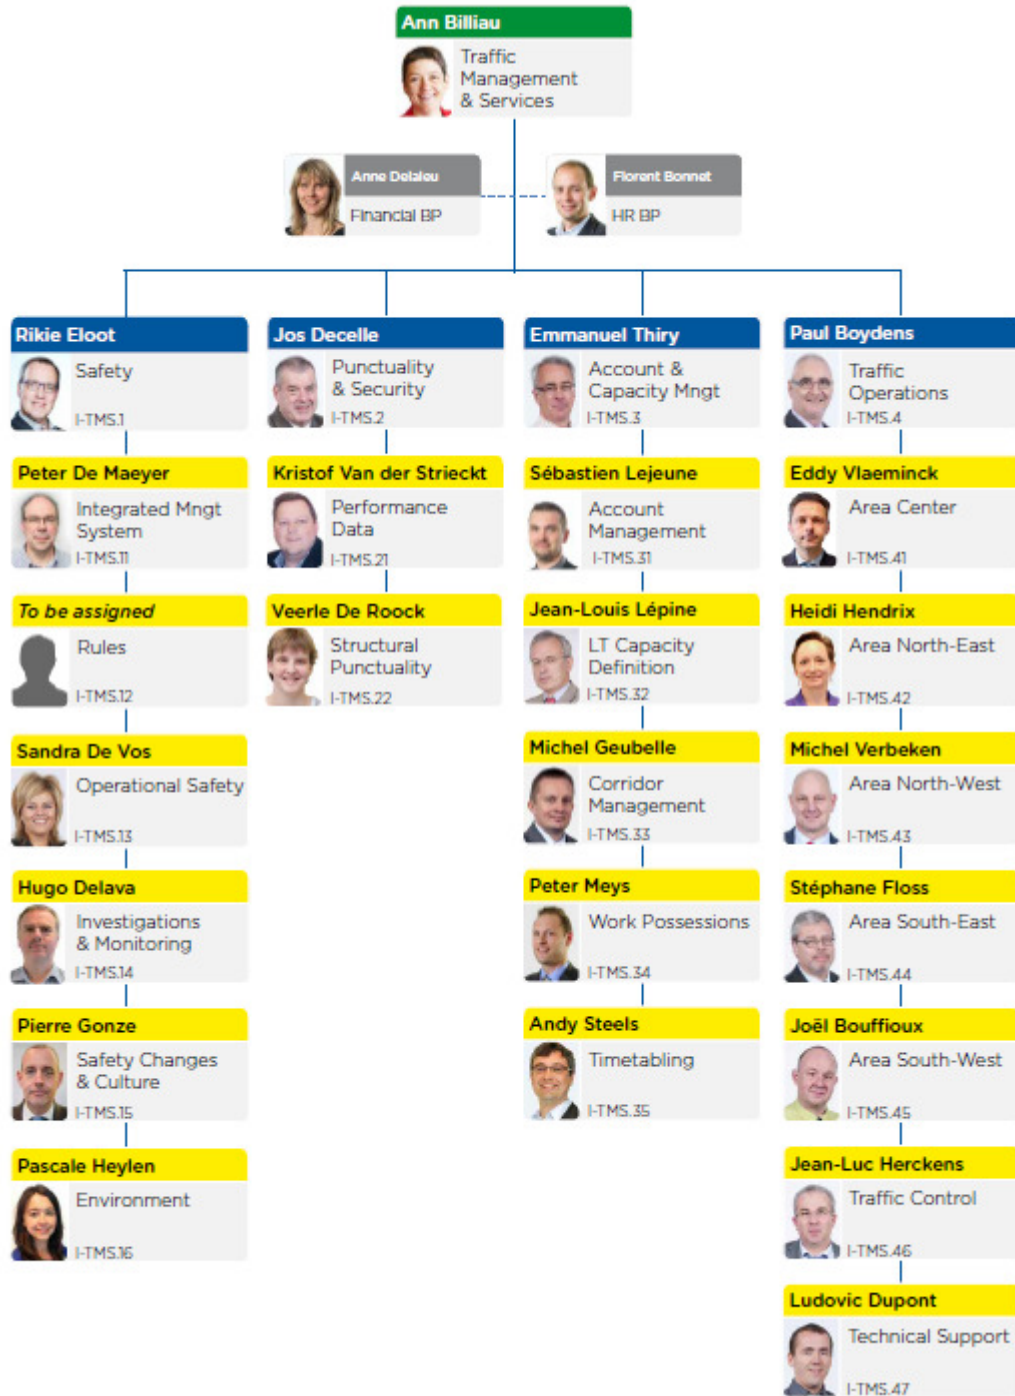 Ann Billiau
Traffic
Management
& Services
Anne Delaleu
Financial BP
Florent Bonnet
HR BP
Rikie Eloot
Safety
I-TMS.1
Peter De Maeyer
Integrated Mngt
System
I-TMS.11
To be assigned
Rules
I-TMS.12
Sandra De Vos
Operational Safety
I-TMS.13
Hugo Delava
Investigations
& Monitoring
I-TMS.14
Pierre Gonze
Safety Changes
& Culture
I-TMS.15
Pascale Heylen
Environment
I-TMS.16
Jos Decelle
Punctuality
& Security
I-TMS.2
Kristof Van der Strieckt
Performance
Data
I-TMS.21
Veerle De Roock
Structural
Punctuality
I-TMS.22
Emmanuel Thiry
Account &
Capacity Mngt
I-TMS.3
Sébastien Lejeune
Account
Management
I-TMS.31
Jean-Louis Lépine
LT Capacity
Definition
I-TMS.32
Michel Geubelle
Corridor
Management
I-TMS.33
Peter Meys
Work Possessions
I-TMS.34
Andy Steels
Timetabling
I-TMS.35
Paul Boydens
Traffic
Operations
I-TMS.4
Eddy Vlaeminck
Area Center
I-TMS.41
Heidi Hendrix
Area North-East
I-TMS.42
Michel Verbeken
Area North-West
I-TMS.43
Stéphane Floss
Area South-East
I-TMS.44
Joël Bouffioux
Area South-West
I-TMS.45
Jean-Luc Herckens
Traffic Control
I-TMS.46
Ludovic Dupont
Technical Support
I-TMS.47